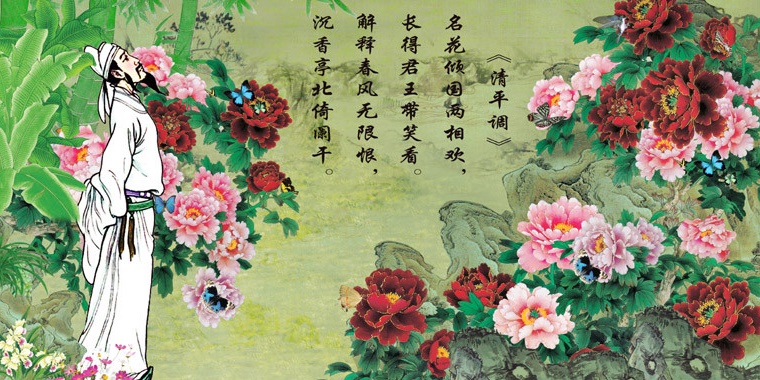 《清平调》
名花倾国两相欢，
长得君王带笑看。
解释春风无限恨，
沉香亭北倚阑干。